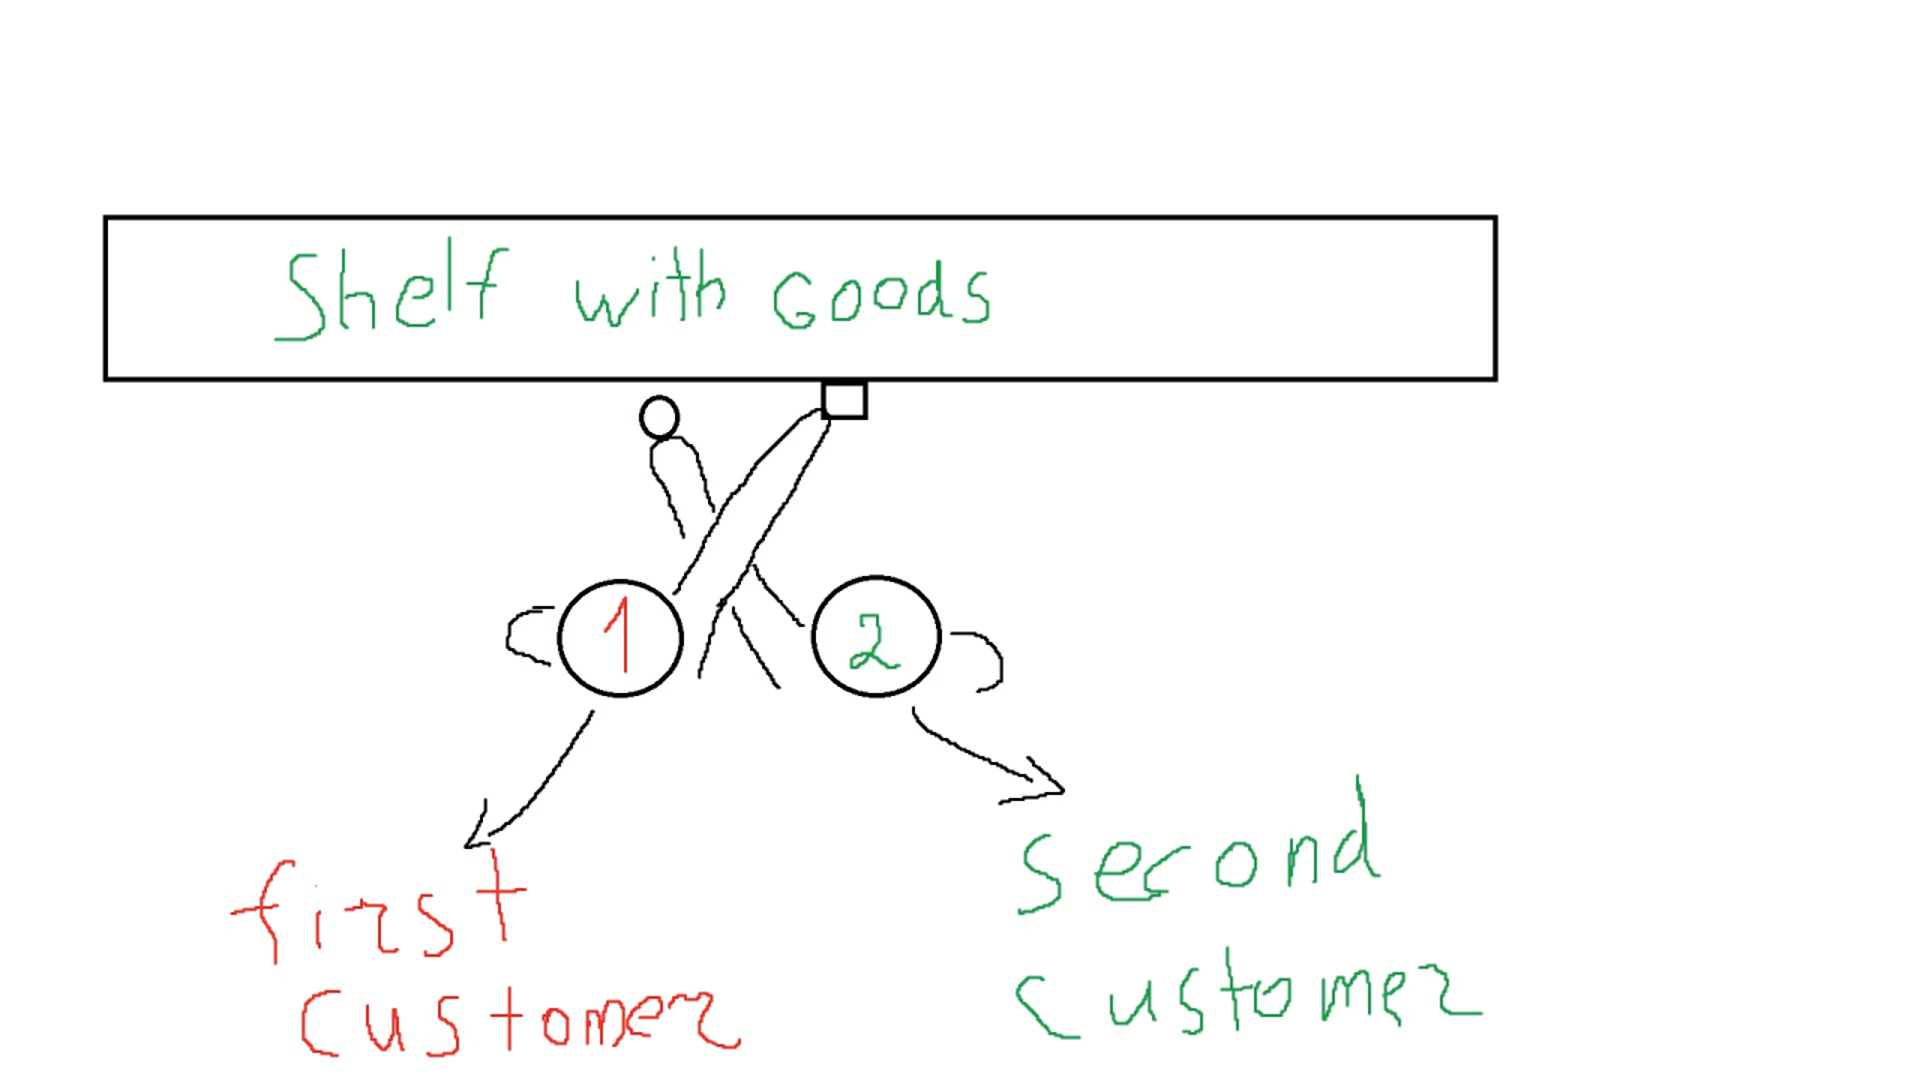 Shelf with Goods
1
2
first
customer
second
customer